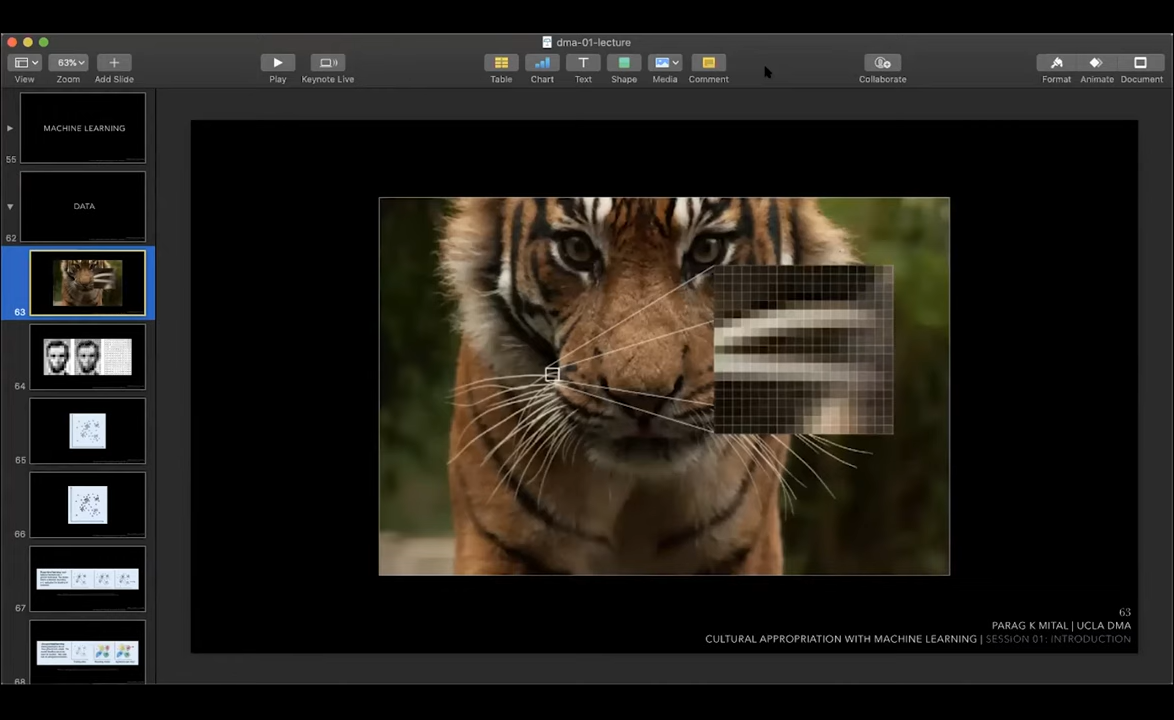 dma-01-lecture
63%
View
Zoom
Add Slide
Play
Keynote Live
Table
Chart
Text
Shape
Media
Comment
Collaborate
Format
Animate
Document
MACHINE LEARNING
55
DATA
62
63
64
65
66
67
68
63
PARAG K MITAL | UCLA DMA
CULTURAL APPROPRIATION WITH MACHINE LEARNING | SESSION 01: INTRODUCTION